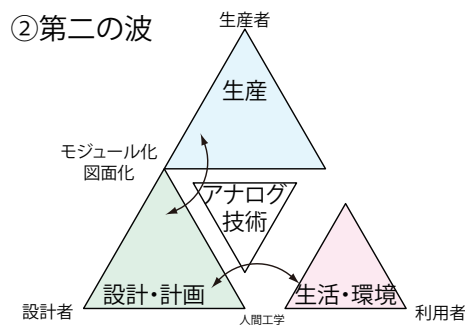 ②第二の波
生産者
生産
モジュール化
図面化
アナログ
技術
設計・計画
生活・環境
設計者
人間工学
利用者